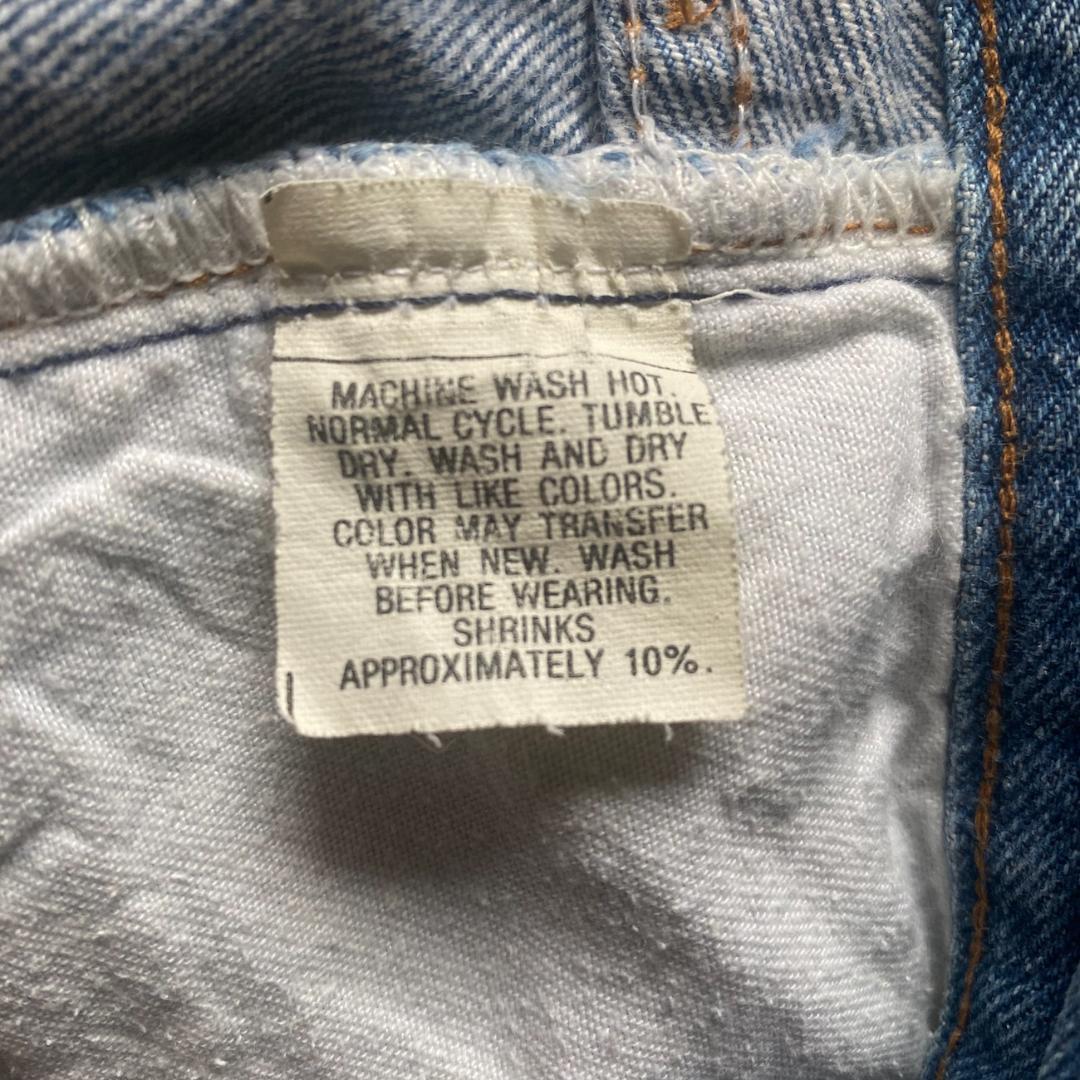 MACHINE WASH HOT.
NORMAL CYCLE. TUMBLE
DRY. WASH AND DRY
WITH LIKE COLORS.
COLOR MAY TRANSFER
WHEN NEW. WASH
BEFORE WEARING.
SHRINKS
APPROXIMATELY 10%.